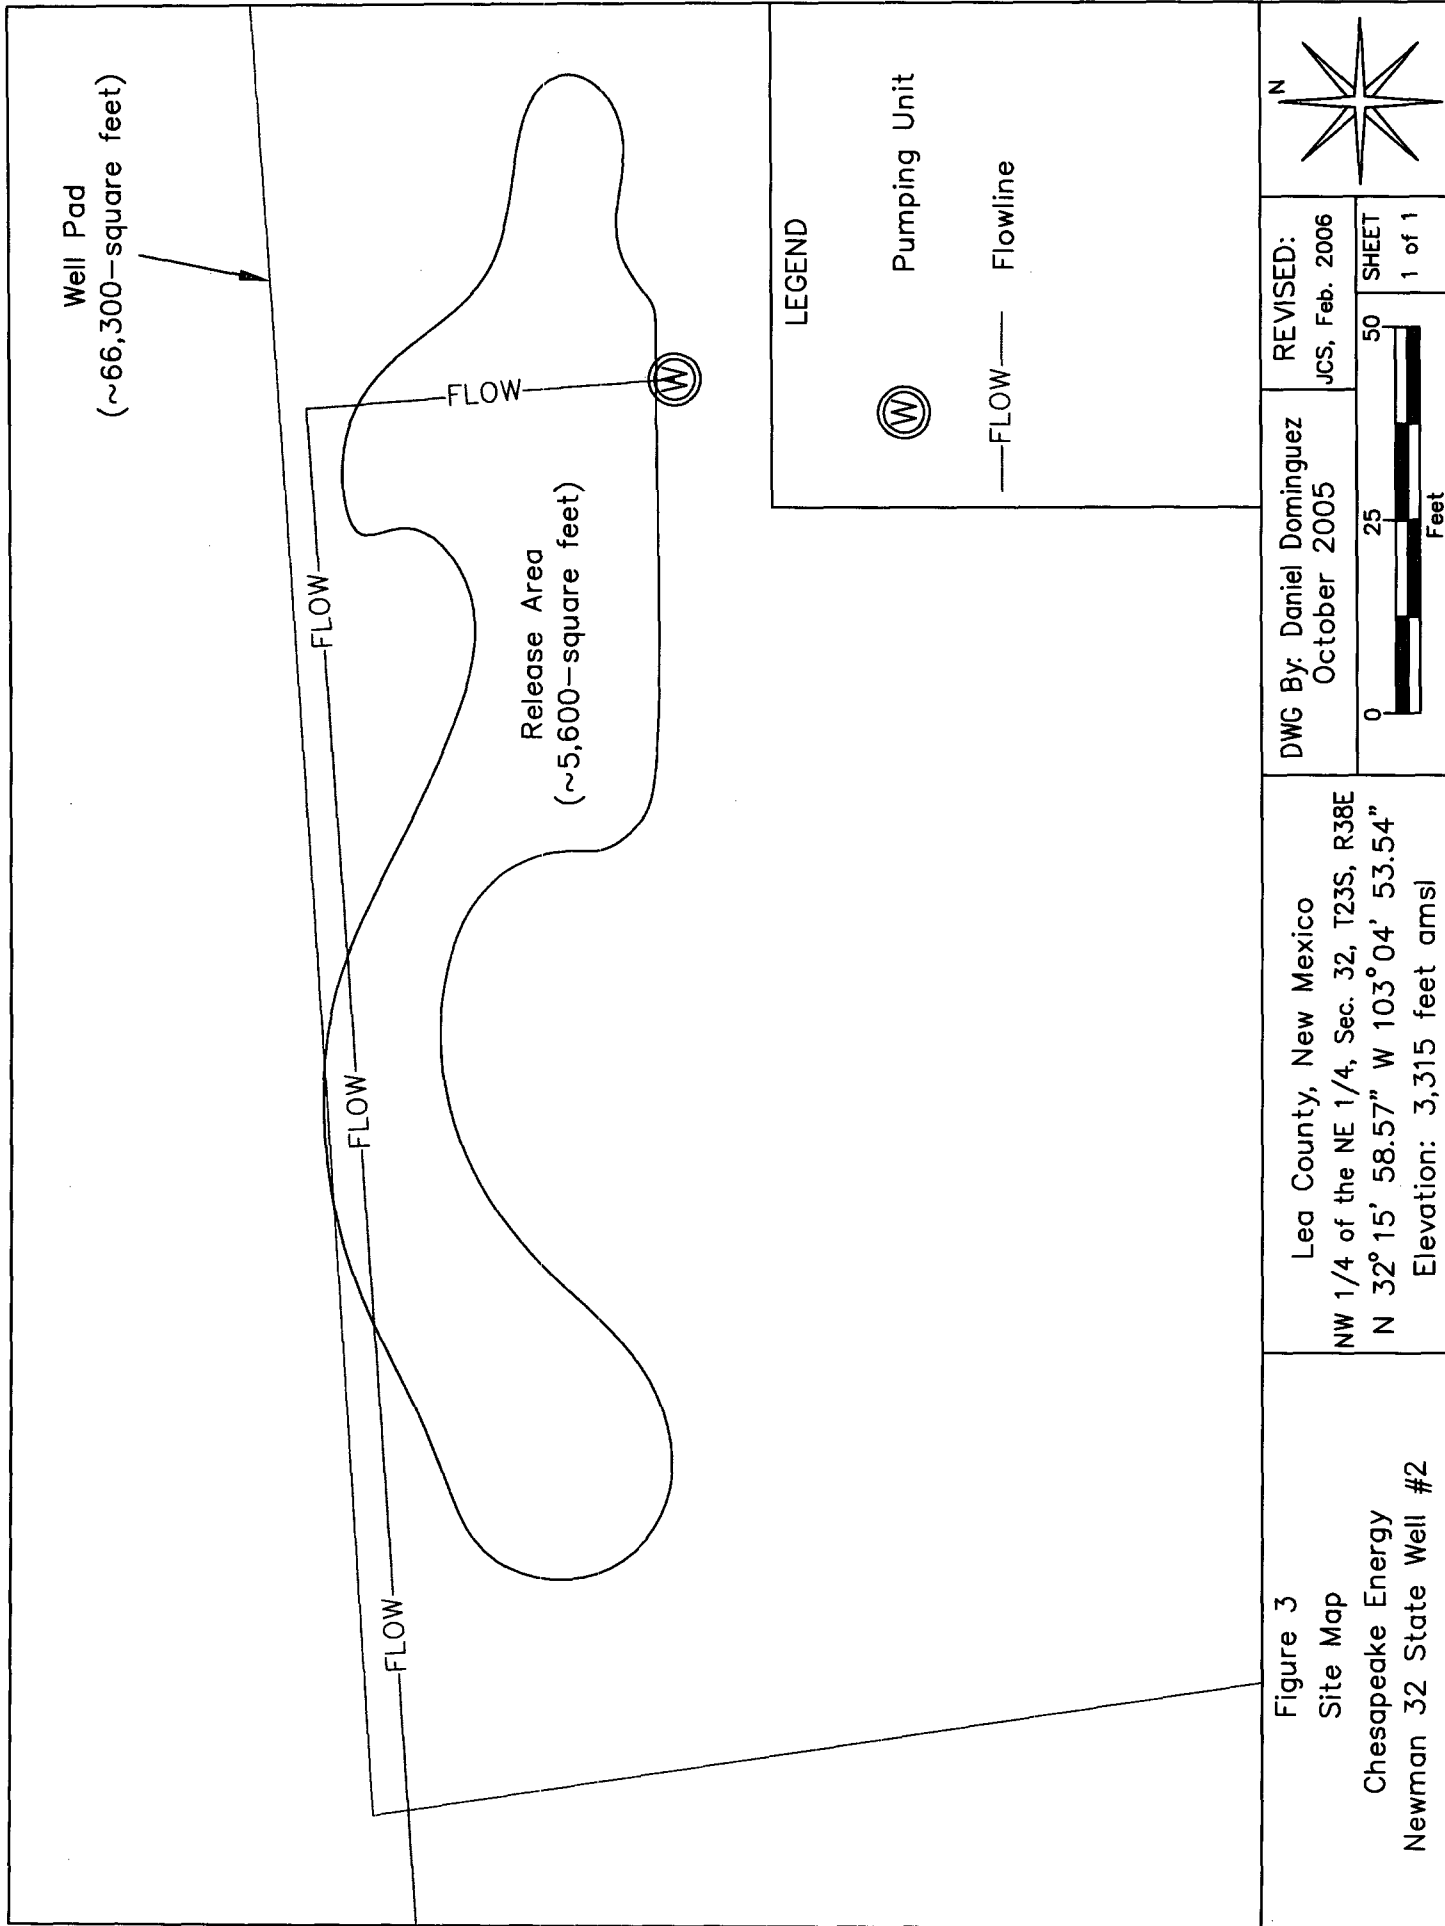 Well Pad
(~66,300-square feet)
FLOW
FLOW
FLOW
FLOW
W
Release Area
(~5,600-square feet)
LEGEND
W
Pumping Unit
FLOW
Flowline
Figure 3
Site Map
Chesapeake Energy
Newman 32 State Well #2
Lea County, New Mexico
NW 1/4 of the NE 1/4, Sec. 32, T23S, R38E
N 32° 15' 58.57" W 103° 04' 53.54"
Elevation: 3,315 feet amsl
DWG By: Daniel Dominguez
October 2005
REVISED:
JCS, Feb. 2006
0 25 50
Feet
SHEET
1 of 1
N